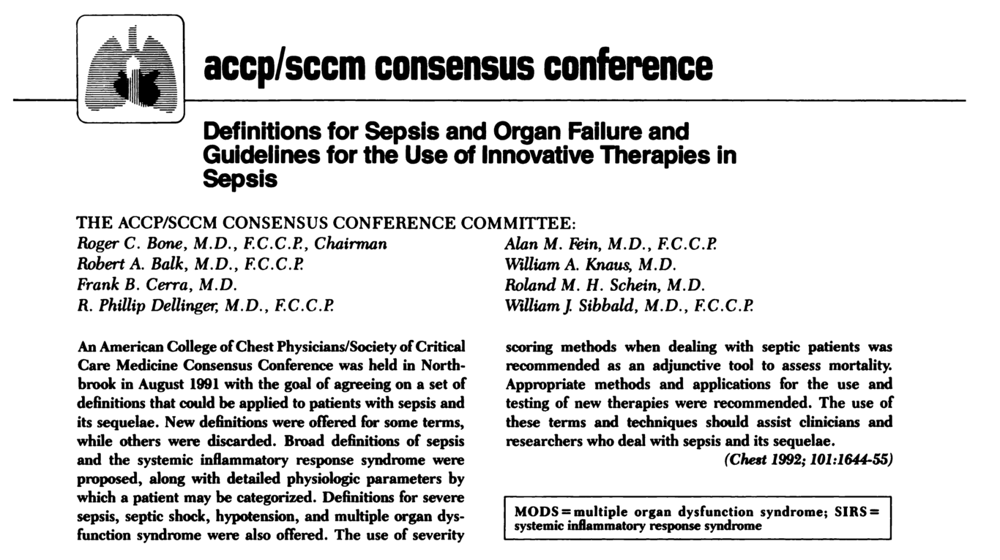 accp/sccm consensus conference
Definitions for Sepsis and Organ Failure and
Guidelines for the Use of Innovative Therapies in
Sepsis
THE ACCP/SCCM CONSENSUS CONFERENCE COMMITTEE:
Roger C. Bone, M.D., F.C.C.P., Chairman
Robert A. Balk, M.D., F.C.C.P.
Frank B. Cerra, M.D.
R. Phillip Dellinger, M.D., F.C.C.P.
Alan M. Fein, M.D., F.C.C.P.
William A. Knaus, M.D.
Roland M. H. Schein, M.D.
William J. Sibbald, M.D., F.C.C.P.
An American College of Chest Physicians/Society of Critical
Care Medicine Consensus Conference was held in North-
brook in August 1991 with the goal of agreeing on a set of
definitions that could be applied to patients with sepsis and
its sequelae. New definitions were offered for some terms,
while others were discarded. Broad definitions of sepsis
and the systemic inflammatory response syndrome were
proposed, along with detailed physiologic parameters by
which a patient may be categorized. Definitions for severe
sepsis, septic shock, hypotension, and multiple organ dys-
function syndrome were also offered. The use of severity
scoring methods when dealing with septic patients was
recommended as an adjunctive tool to assess mortality.
Appropriate methods and applications for the use and
testing of new therapies were recommended. The use of
these terms and techniques should assist clinicians and
researchers who deal with sepsis and its sequelae.
(Chest 1992; 101:1644-55)
MODS = multiple organ dysfunction syndrome; SIRS =
systemic inflammatory response syndrome